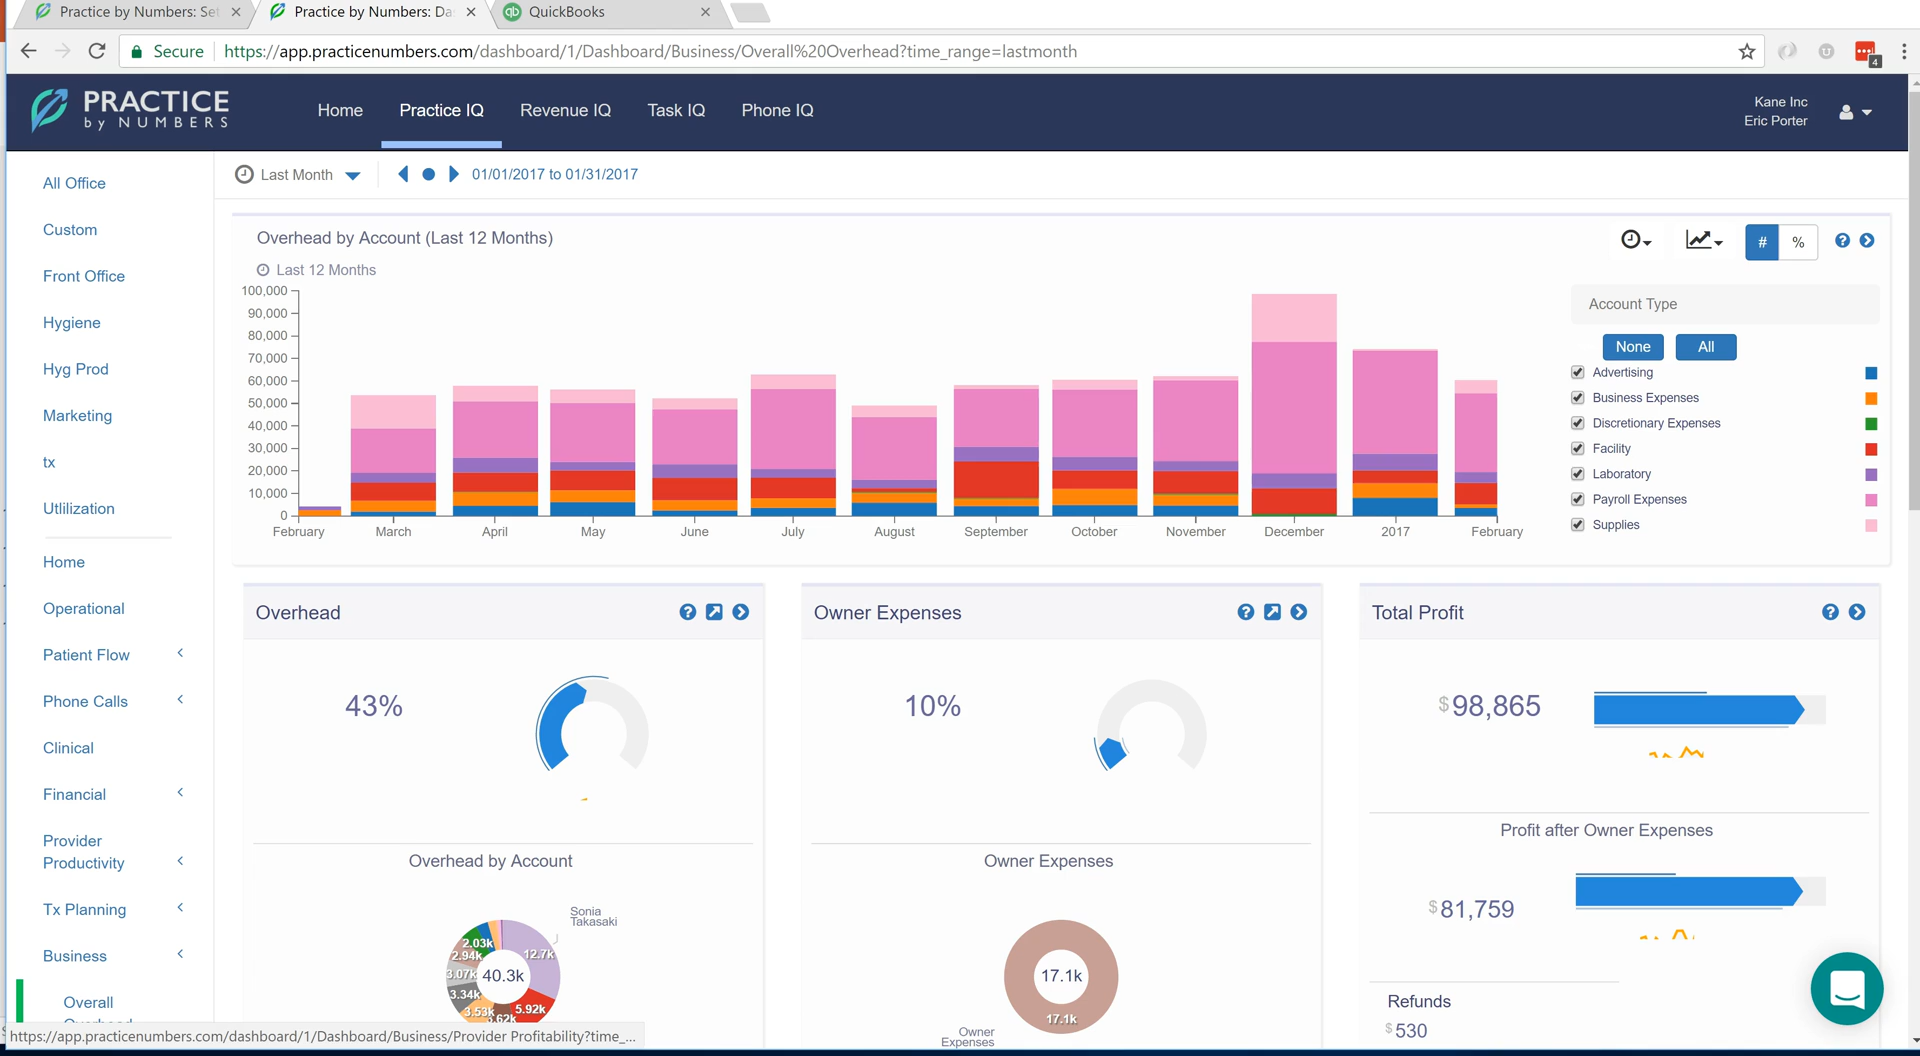 Practice by Numbers: Set
Practice by Numbers: Da
QuickBooks
Secure
https://app.practicenumbers.com/dashboard/1/Dashboard/Business/Overall%20Overhead?time_range=lastmonth
4
PRACTICE
by NUMBERS
Home
Practice IQ
Revenue IQ
Task IQ
Phone IQ
Kane Inc
Eric Porter
Last Month
01/01/2017 to 01/31/2017
All Office
Custom
Front Office
Hygiene
Hyg Prod
Marketing
tx
Utlilization
Home
Operational
Patient Flow
Phone Calls
Clinical
Financial
Provider
Productivity
Tx Planning
Business
Overall
Overhead
Overhead by Account (Last 12 Months)
Last 12 Months
# %
100,000
90,000
80,000
70,000
60,000
50,000
40,000
30,000
20,000
10,000
0
February March April May June July August September October November December 2017 February
Account Type
None All
Advertising
Business Expenses
Discretionary Expenses
Facility
Laboratory
Payroll Expenses
Supplies
Overhead
43%
Overhead by Account
Sonia
Takasaki
2.03k
2.94k
12.7k
3.07k
40.3k
3.34k
3.53k
5.92k
Owner Expenses
10%
Owner Expenses
17.1k
17.1k
Owner
Expenses
Total Profit
$98,865
Profit after Owner Expenses
$81,759
Refunds
$530
https://app.practicenumbers.com/dashboard/1/Dashboard/Business/Provider Profitability?time_...